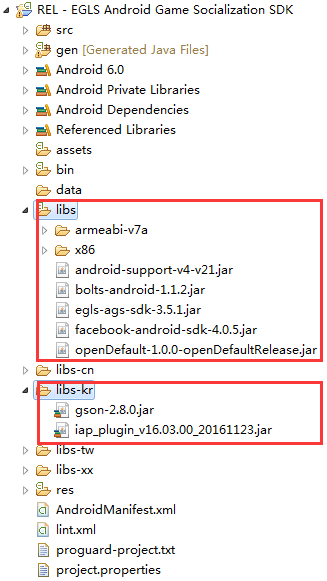 REL - EGLS Android Game Socialization SDK
src
gen [Generated Java Files]
Android 6.0
Android Private Libraries
Android Dependencies
Referenced Libraries
assets
bin
data
libs
armeabi-v7a
x86
android-support-v4-v21.jar
bolts-android-1.1.2.jar
egls-ags-sdk-3.5.1.jar
facebook-android-sdk-4.0.5.jar
openDefault-1.0.0-openDefaultRelease.jar
libs-cn
libs-kr
gson-2.8.0.jar
iap_plugin_v16.03.00_20161123.jar
libs-tw
libs-xx
res
AndroidManifest.xml
lint.xml
proguard-project.txt
project.properties